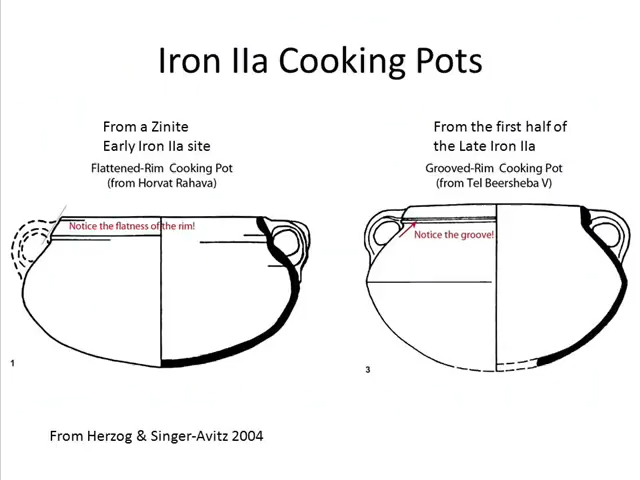 Iron IIa Cooking Pots
From a Zinite
Early Iron IIa site
Flattened-Rim Cooking Pot
(from Horvat Rahava)
Notice the flatness of the rim!
1
From the first half of
the Late Iron IIa
Grooved-Rim Cooking Pot
(from Tel Beersheba V)
Notice the groove!
3
From Herzog & Singer-Avitz 2004